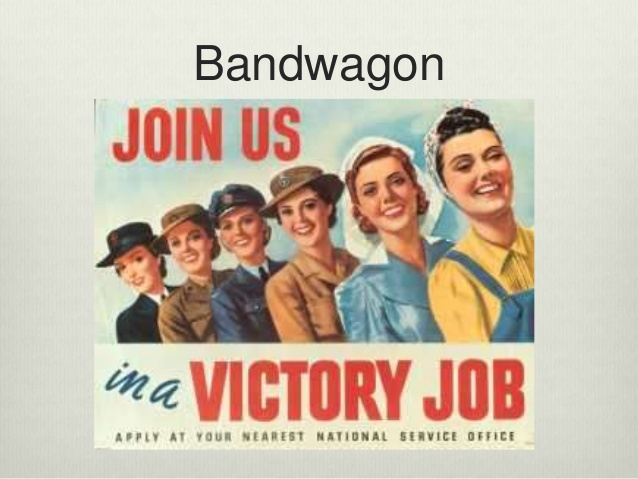 Bandwagon
JOIN US
in a VICTORY JOB
APPLY AT YOUR NEAREST NATIONAL SERVICE OFFICE